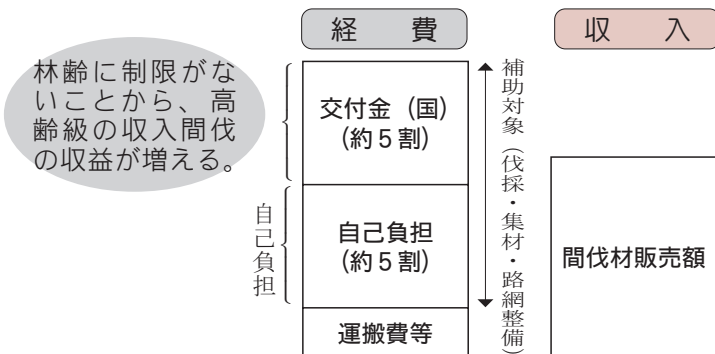 経　費
収　入
林齢に制限がな
いことから、高
齢級の収入間伐
の収益が増える。
交付金（国）
（約５割）
自己負担
自己負担
（約５割）
運搬費等
補助対象（伐採・集材・路網整備）
間伐材販売額